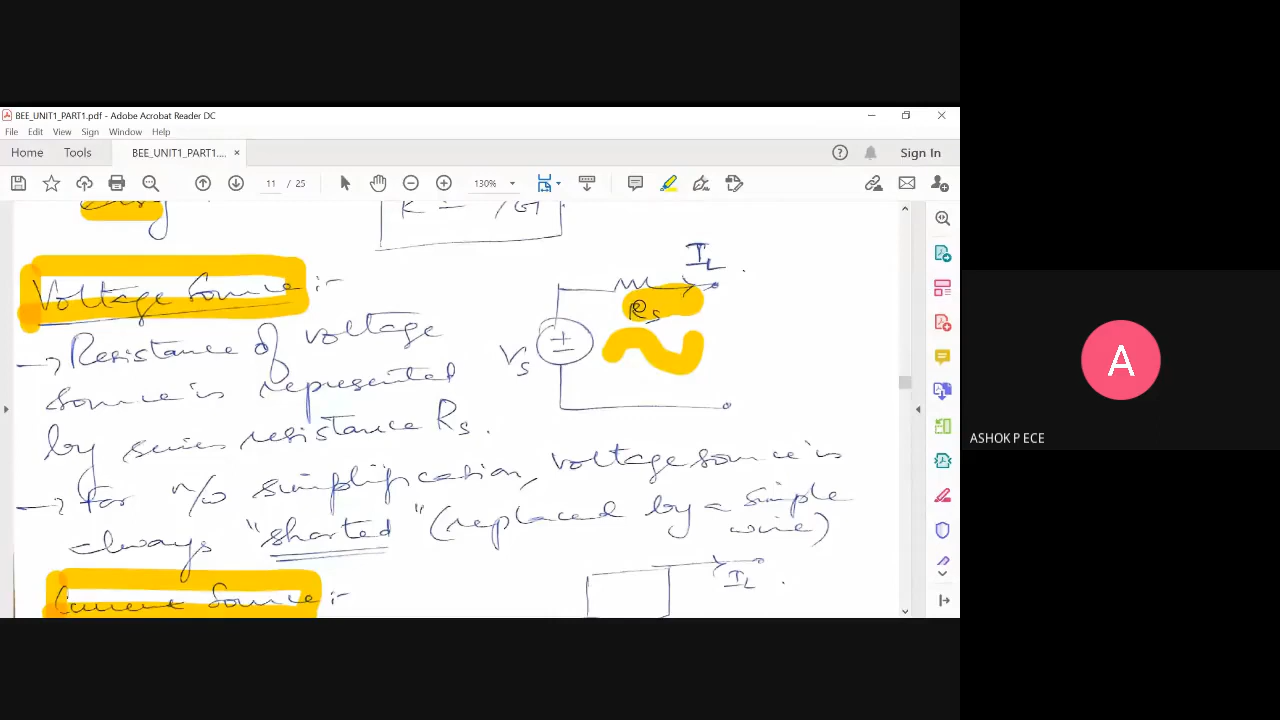 BEE_UNIT1_PART1.pdf - Adobe Acrobat Reader DC
File Edit View Sign Window Help
Home Tools BEE_UNIT1_PART1.... × Sign In
11 / 25 130%
Voltage Source :-
→ Resistance of voltage
source is represented
by series resistance Rs.
→ For n/w simplification, voltage source is
always "shorted" (replaced by a simple
wire)
IL
Rs
Vs
+
Current Source :-
IL
A
ASHOK P ECE